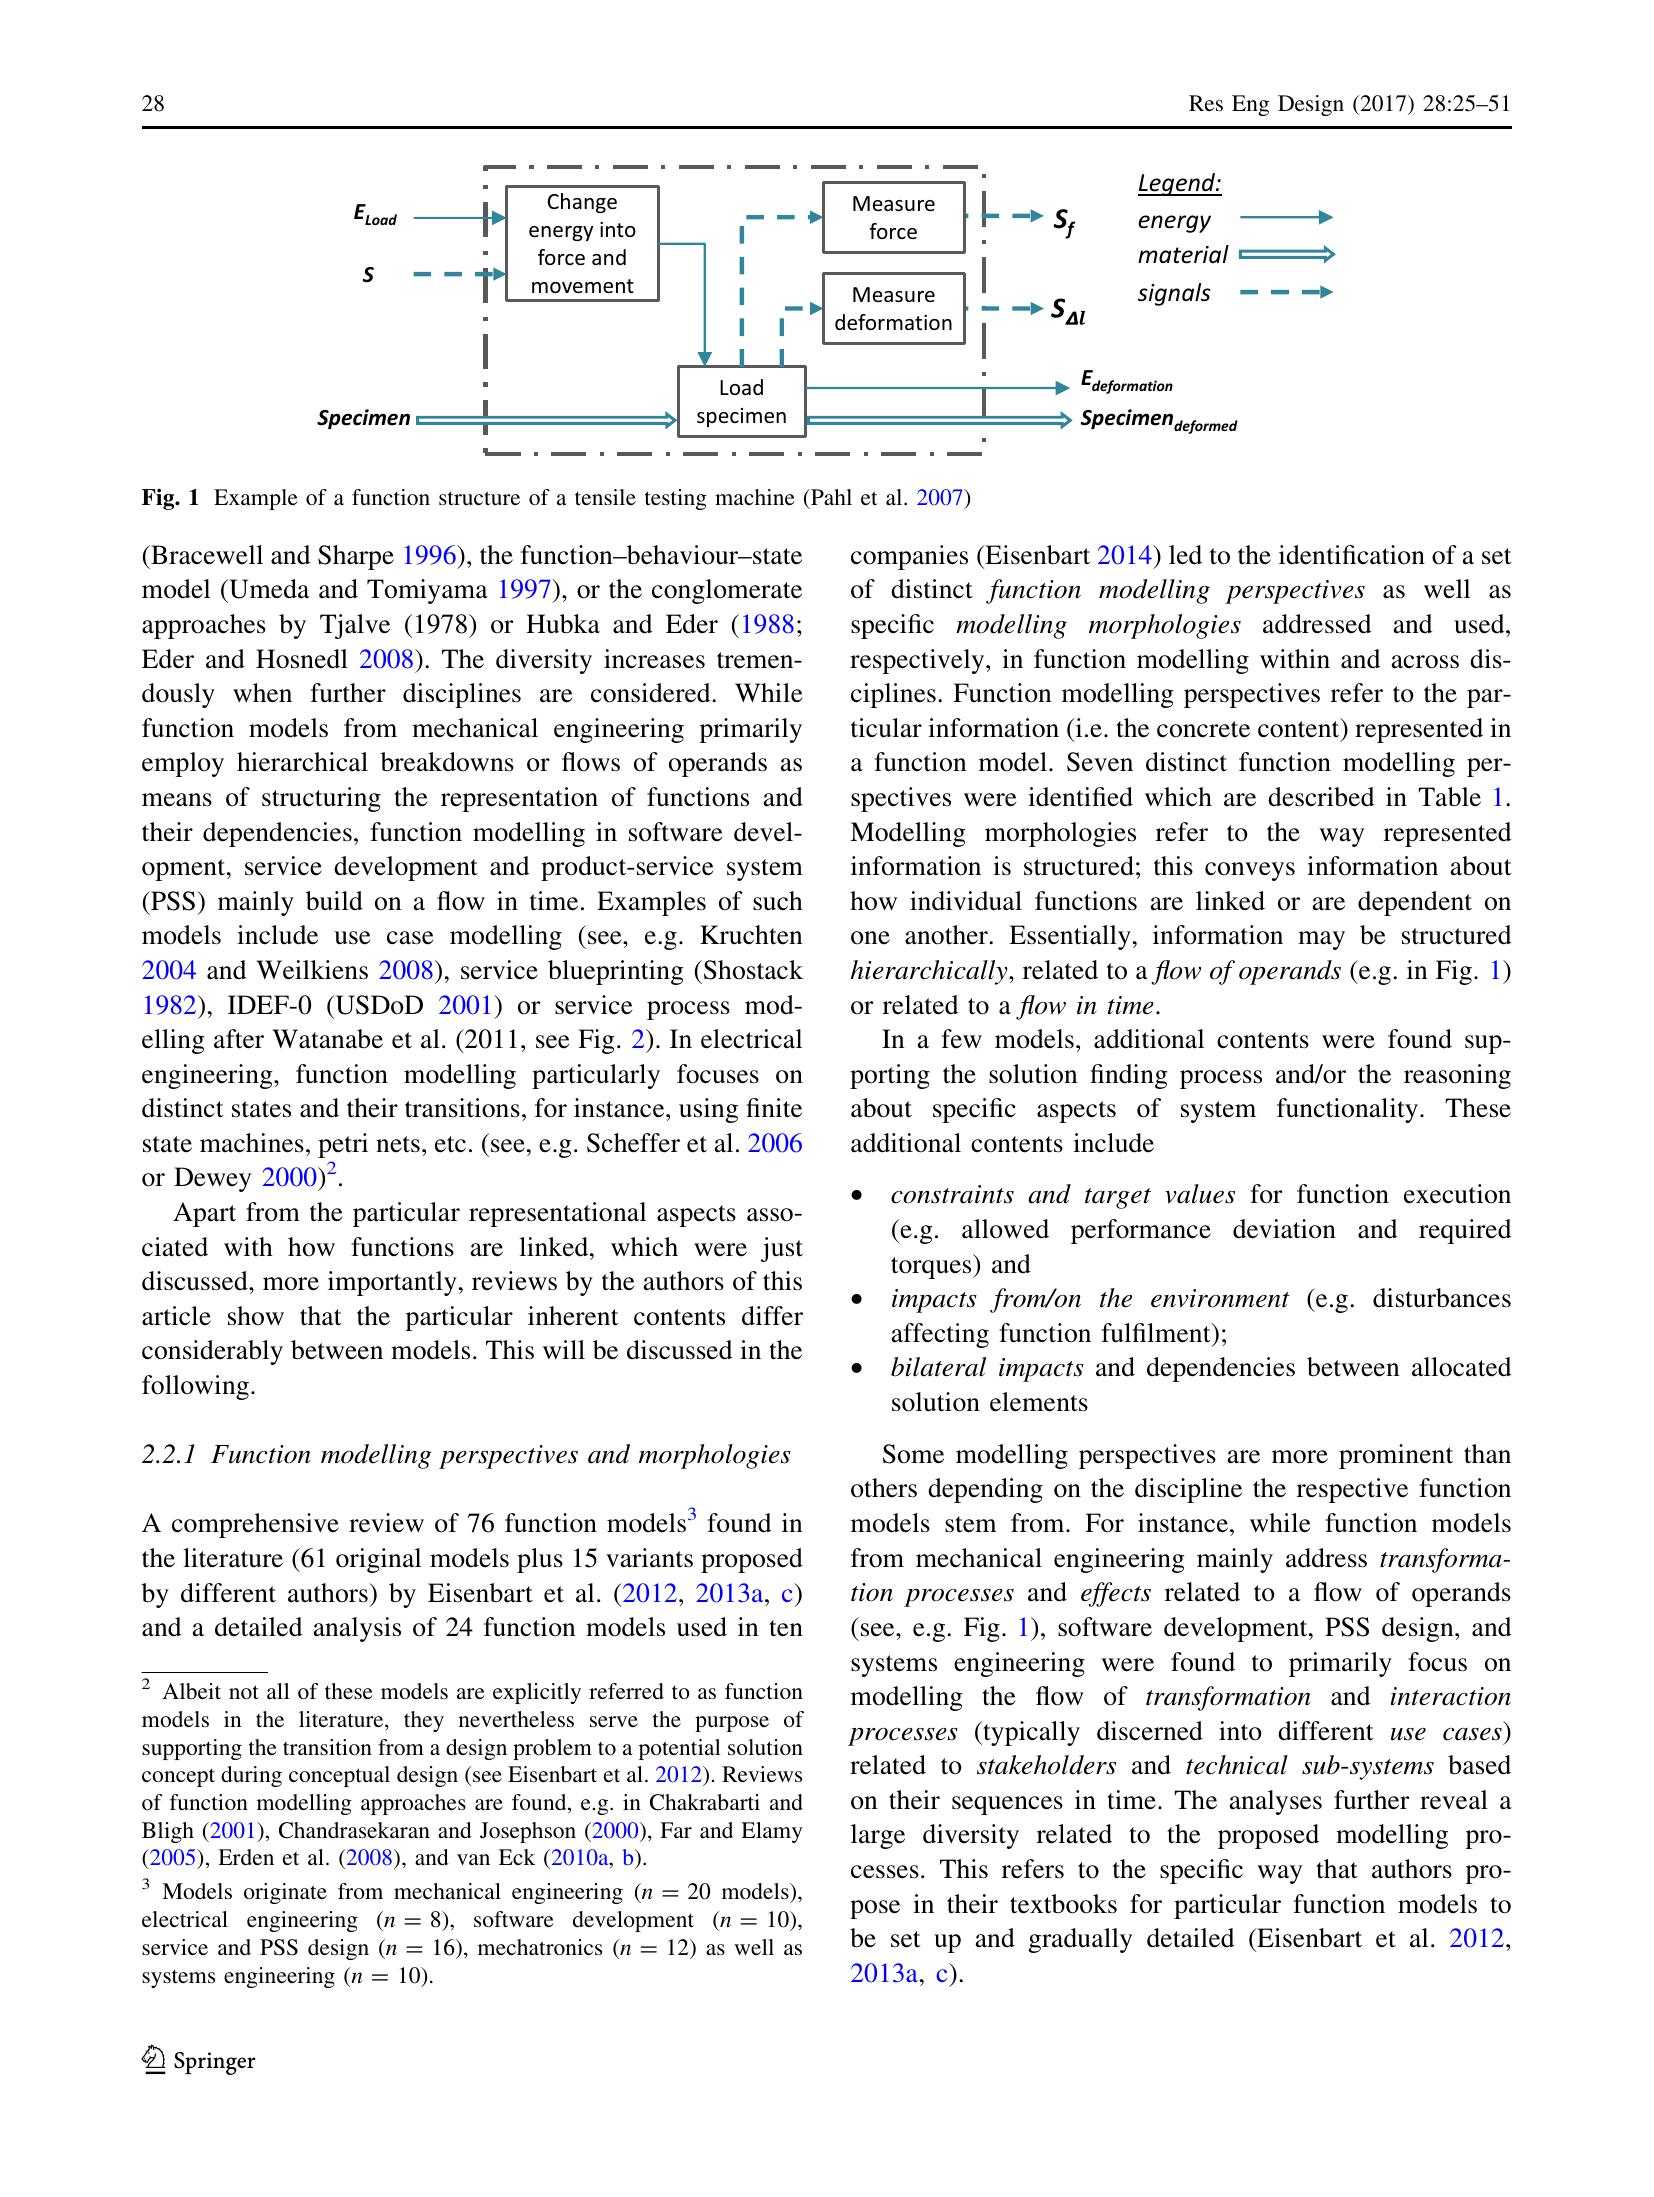 28
Res Eng Design (2017) 28:25–51
Change
energy into
force and
movement
Measure
force
Measure
deformation
Load
specimen
E_Load
S
Specimen
S_f
S_Δl
E_deformation
Specimen_deformed
Legend:
energy
material
signals
Fig. 1 Example of a function structure of a tensile testing machine (Pahl et al. 2007)
(Bracewell and Sharpe 1996), the function–behaviour–state
model (Umeda and Tomiyama 1997), or the conglomerate
approaches by Tjalve (1978) or Hubka and Eder (1988;
Eder and Hosnedl 2008). The diversity increases tremen-
dously when further disciplines are considered. While
function models from mechanical engineering primarily
employ hierarchical breakdowns or flows of operands as
means of structuring the representation of functions and
their dependencies, function modelling in software devel-
opment, service development and product-service system
(PSS) mainly build on a flow in time. Examples of such
models include use case modelling (see, e.g. Kruchten
2004 and Weilkiens 2008), service blueprinting (Shostack
1982), IDEF-0 (USDoD 2001) or service process mod-
elling after Watanabe et al. (2011, see Fig. 2). In electrical
engineering, function modelling particularly focuses on
distinct states and their transitions, for instance, using finite
state machines, petri nets, etc. (see, e.g. Scheffer et al. 2006
or Dewey 2000)2.
Apart from the particular representational aspects asso-
ciated with how functions are linked, which were just
discussed, more importantly, reviews by the authors of this
article show that the particular inherent contents differ
considerably between models. This will be discussed in the
following.
2.2.1 Function modelling perspectives and morphologies
A comprehensive review of 76 function models3 found in
the literature (61 original models plus 15 variants proposed
by different authors) by Eisenbart et al. (2012, 2013a, c)
and a detailed analysis of 24 function models used in ten
2 Albeit not all of these models are explicitly referred to as function
models in the literature, they nevertheless serve the purpose of
supporting the transition from a design problem to a potential solution
concept during conceptual design (see Eisenbart et al. 2012). Reviews
of function modelling approaches are found, e.g. in Chakrabarti and
Bligh (2001), Chandrasekaran and Josephson (2000), Far and Elamy
(2005), Erden et al. (2008), and van Eck (2010a, b).
3 Models originate from mechanical engineering (n = 20 models),
electrical engineering (n = 8), software development (n = 10),
service and PSS design (n = 16), mechatronics (n = 12) as well as
systems engineering (n = 10).
companies (Eisenbart 2014) led to the identification of a set
of distinct function modelling perspectives as well as
specific modelling morphologies addressed and used,
respectively, in function modelling within and across dis-
ciplines. Function modelling perspectives refer to the par-
ticular information (i.e. the concrete content) represented in
a function model. Seven distinct function modelling per-
spectives were identified which are described in Table 1.
Modelling morphologies refer to the way represented
information is structured; this conveys information about
how individual functions are linked or are dependent on
one another. Essentially, information may be structured
hierarchically, related to a flow of operands (e.g. in Fig. 1)
or related to a flow in time.
In a few models, additional contents were found sup-
porting the solution finding process and/or the reasoning
about specific aspects of system functionality. These
additional contents include
• constraints and target values for function execution
(e.g. allowed performance deviation and required
torques) and
• impacts from/on the environment (e.g. disturbances
affecting function fulfilment);
• bilateral impacts and dependencies between allocated
solution elements
Some modelling perspectives are more prominent than
others depending on the discipline the respective function
models stem from. For instance, while function models
from mechanical engineering mainly address transforma-
tion processes and effects related to a flow of operands
(see, e.g. Fig. 1), software development, PSS design, and
systems engineering were found to primarily focus on
modelling the flow of transformation and interaction
processes (typically discerned into different use cases)
related to stakeholders and technical sub-systems based
on their sequences in time. The analyses further reveal a
large diversity related to the proposed modelling pro-
cesses. This refers to the specific way that authors pro-
pose in their textbooks for particular function models to
be set up and gradually detailed (Eisenbart et al. 2012,
2013a, c).
Springer